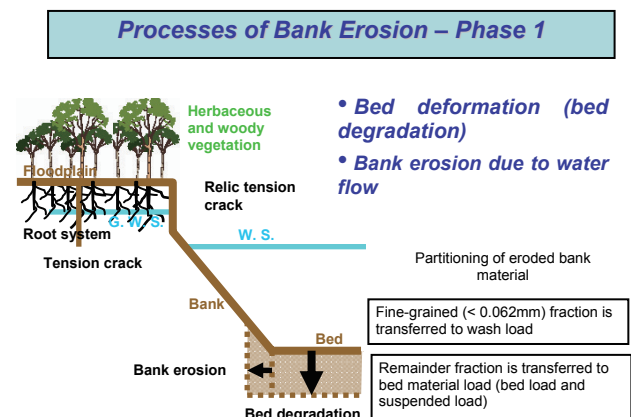 Processes of Bank Erosion – Phase 1
• Bed deformation (bed
degradation)
• Bank erosion due to water
flow
Herbaceous
and woody
vegetation
Floodplain
Relic tension
crack
G. W. S.
Root system
W. S.
Tension crack
Partitioning of eroded bank
material
Bank
Fine-grained (< 0.062mm) fraction is
transferred to wash load
Bed
Bank erosion
Remainder fraction is transferred to
bed material load (bed load and
suspended load)
Bed degradation